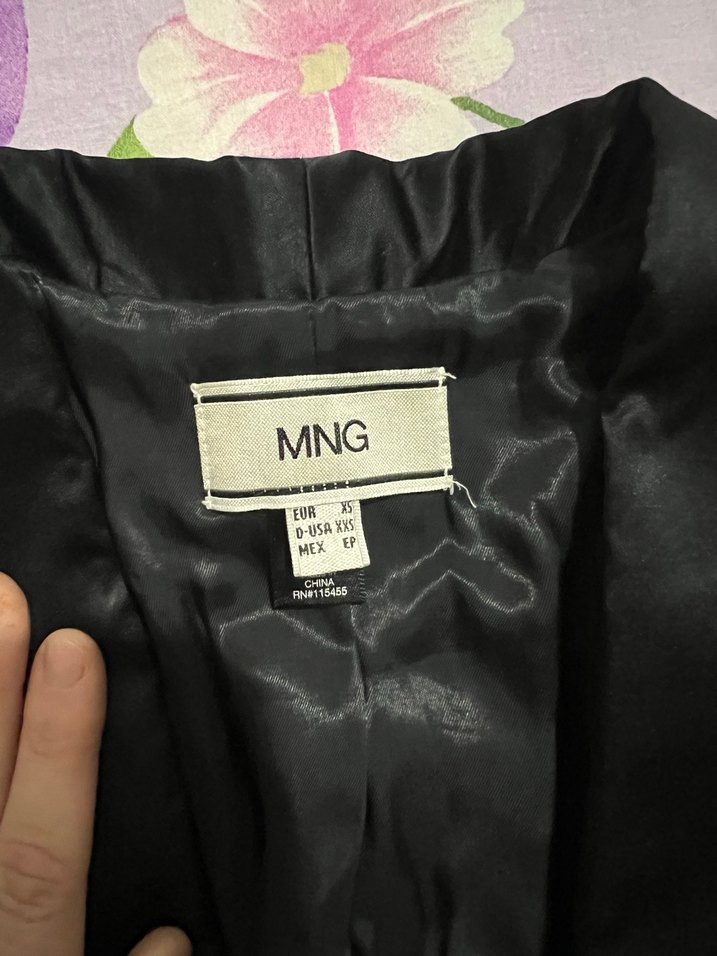 MNG
EUR XS
D-USA XXS
MEX EP
CHINA
RN#115455